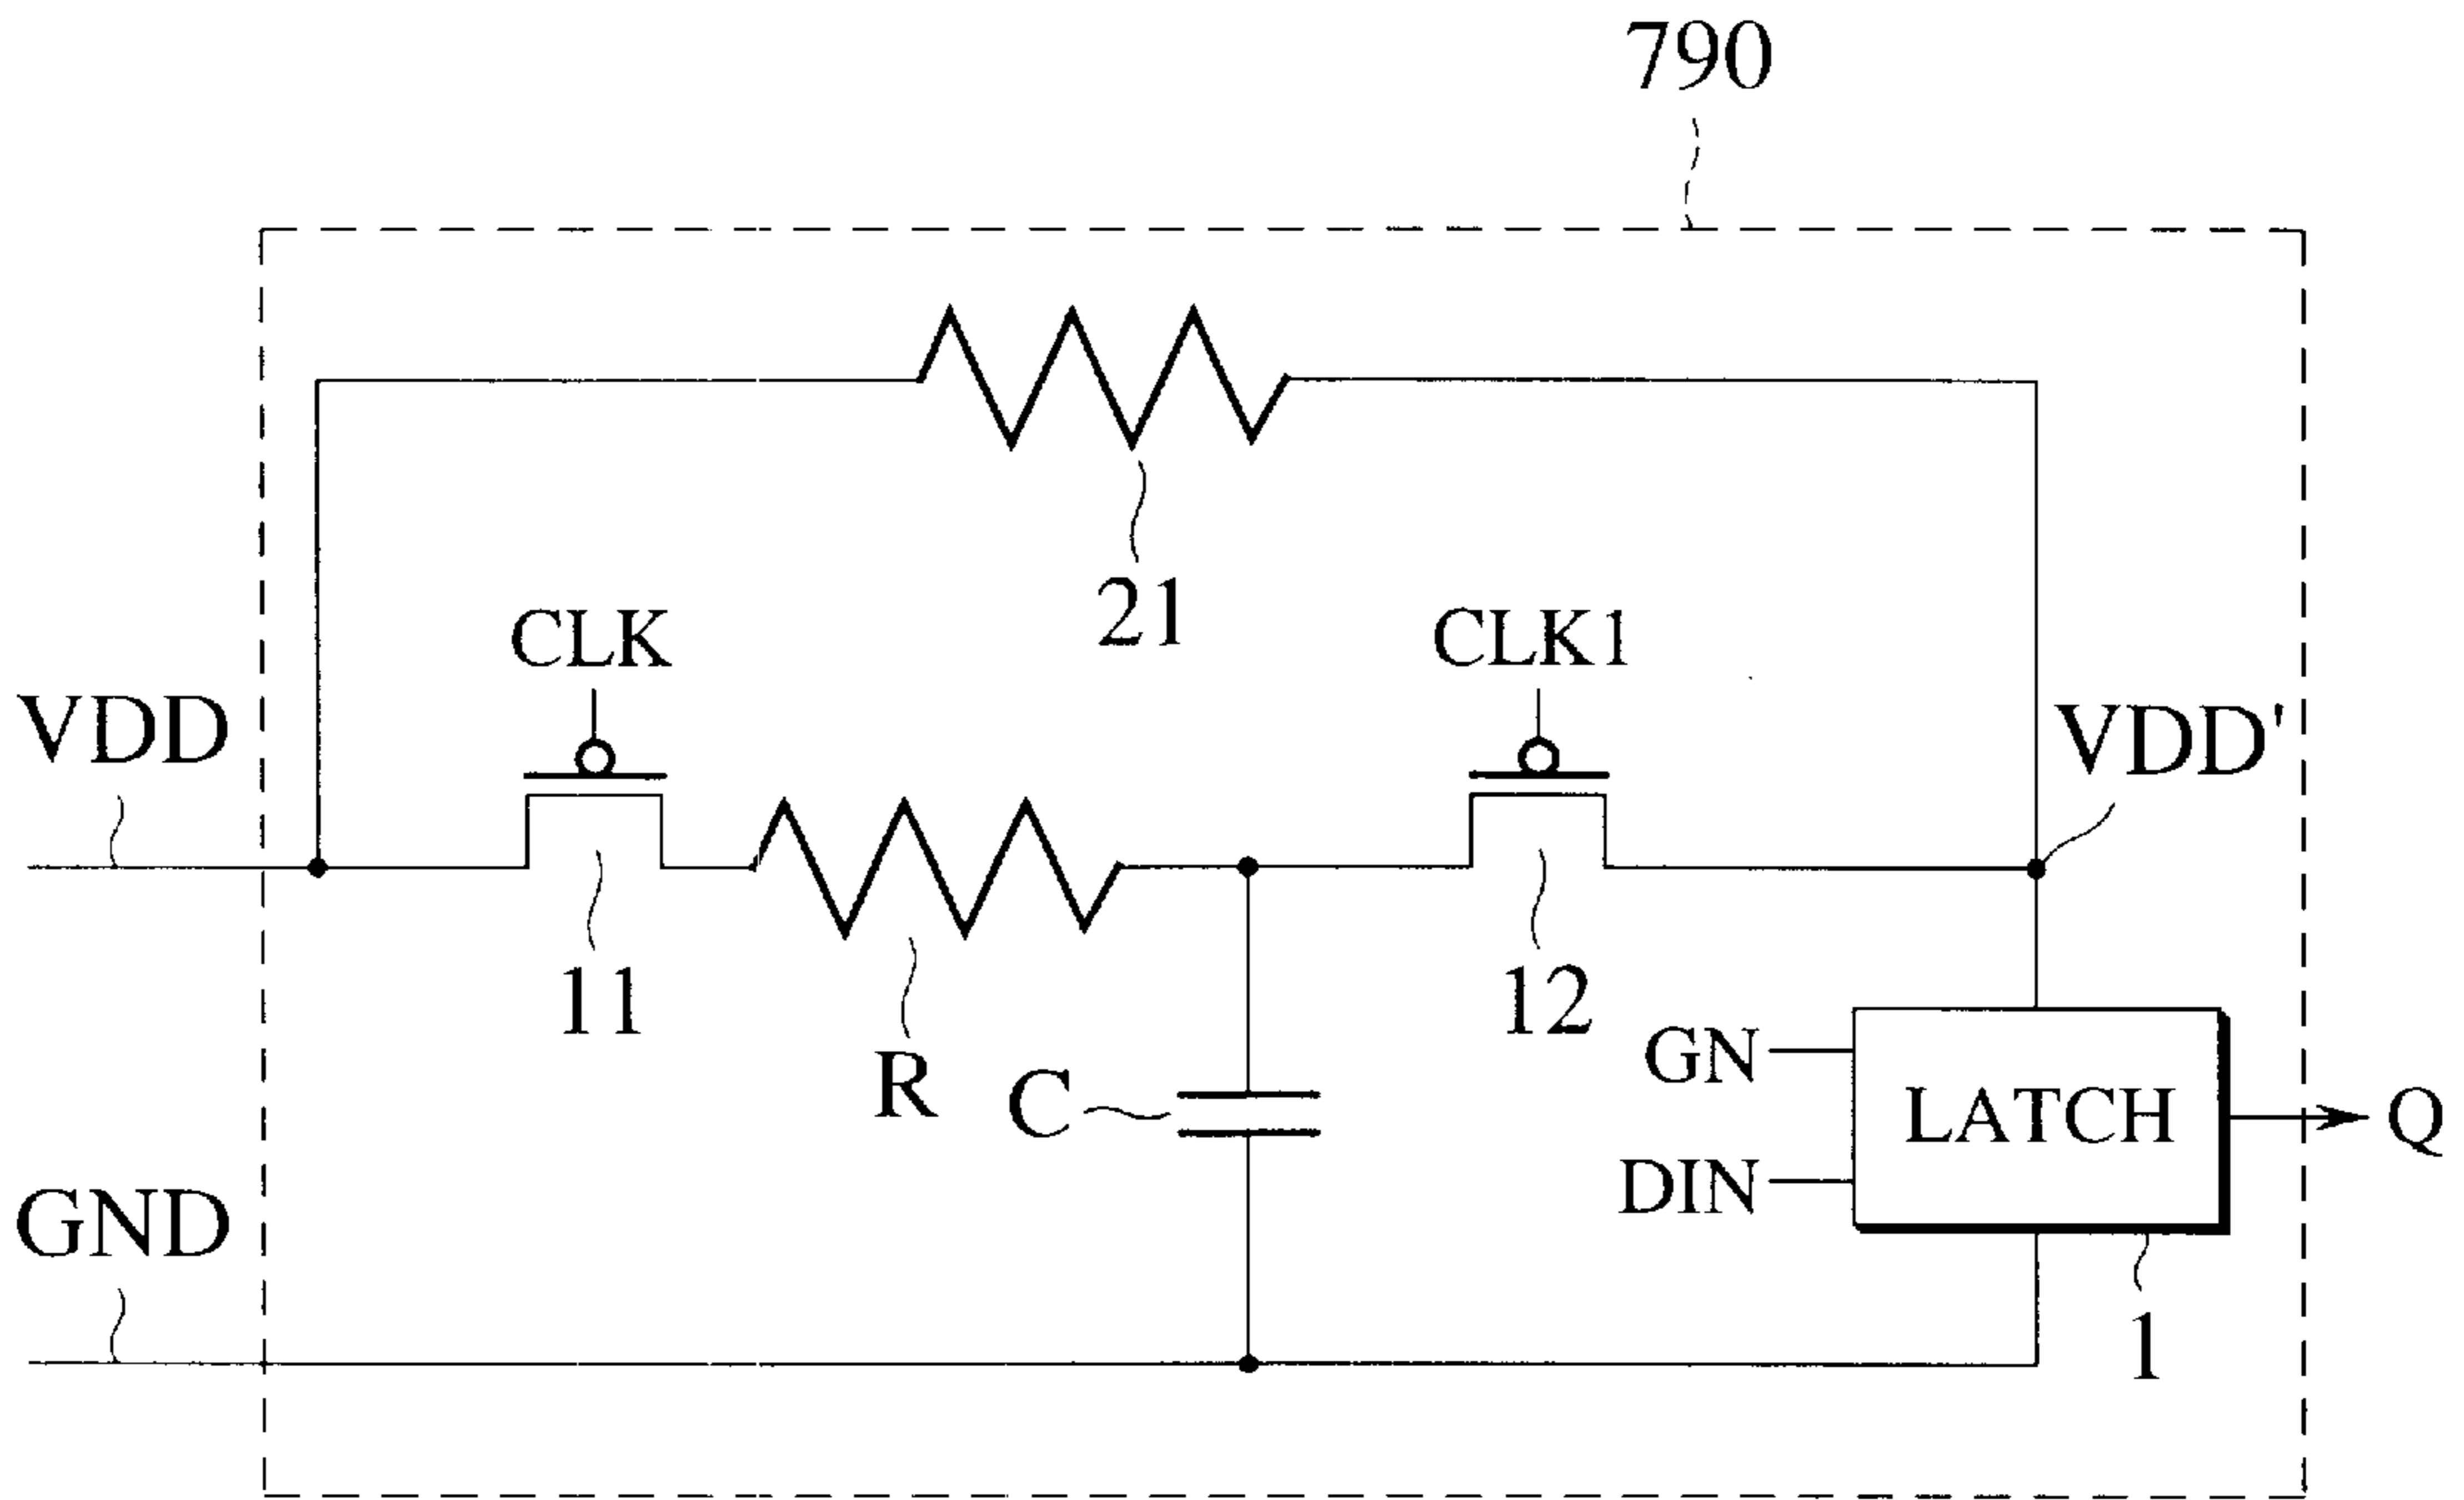 790
21
CLK
CLK1
VDD
VDD'
11
12
R
C
GN
LATCH
Q
DIN
GND
1